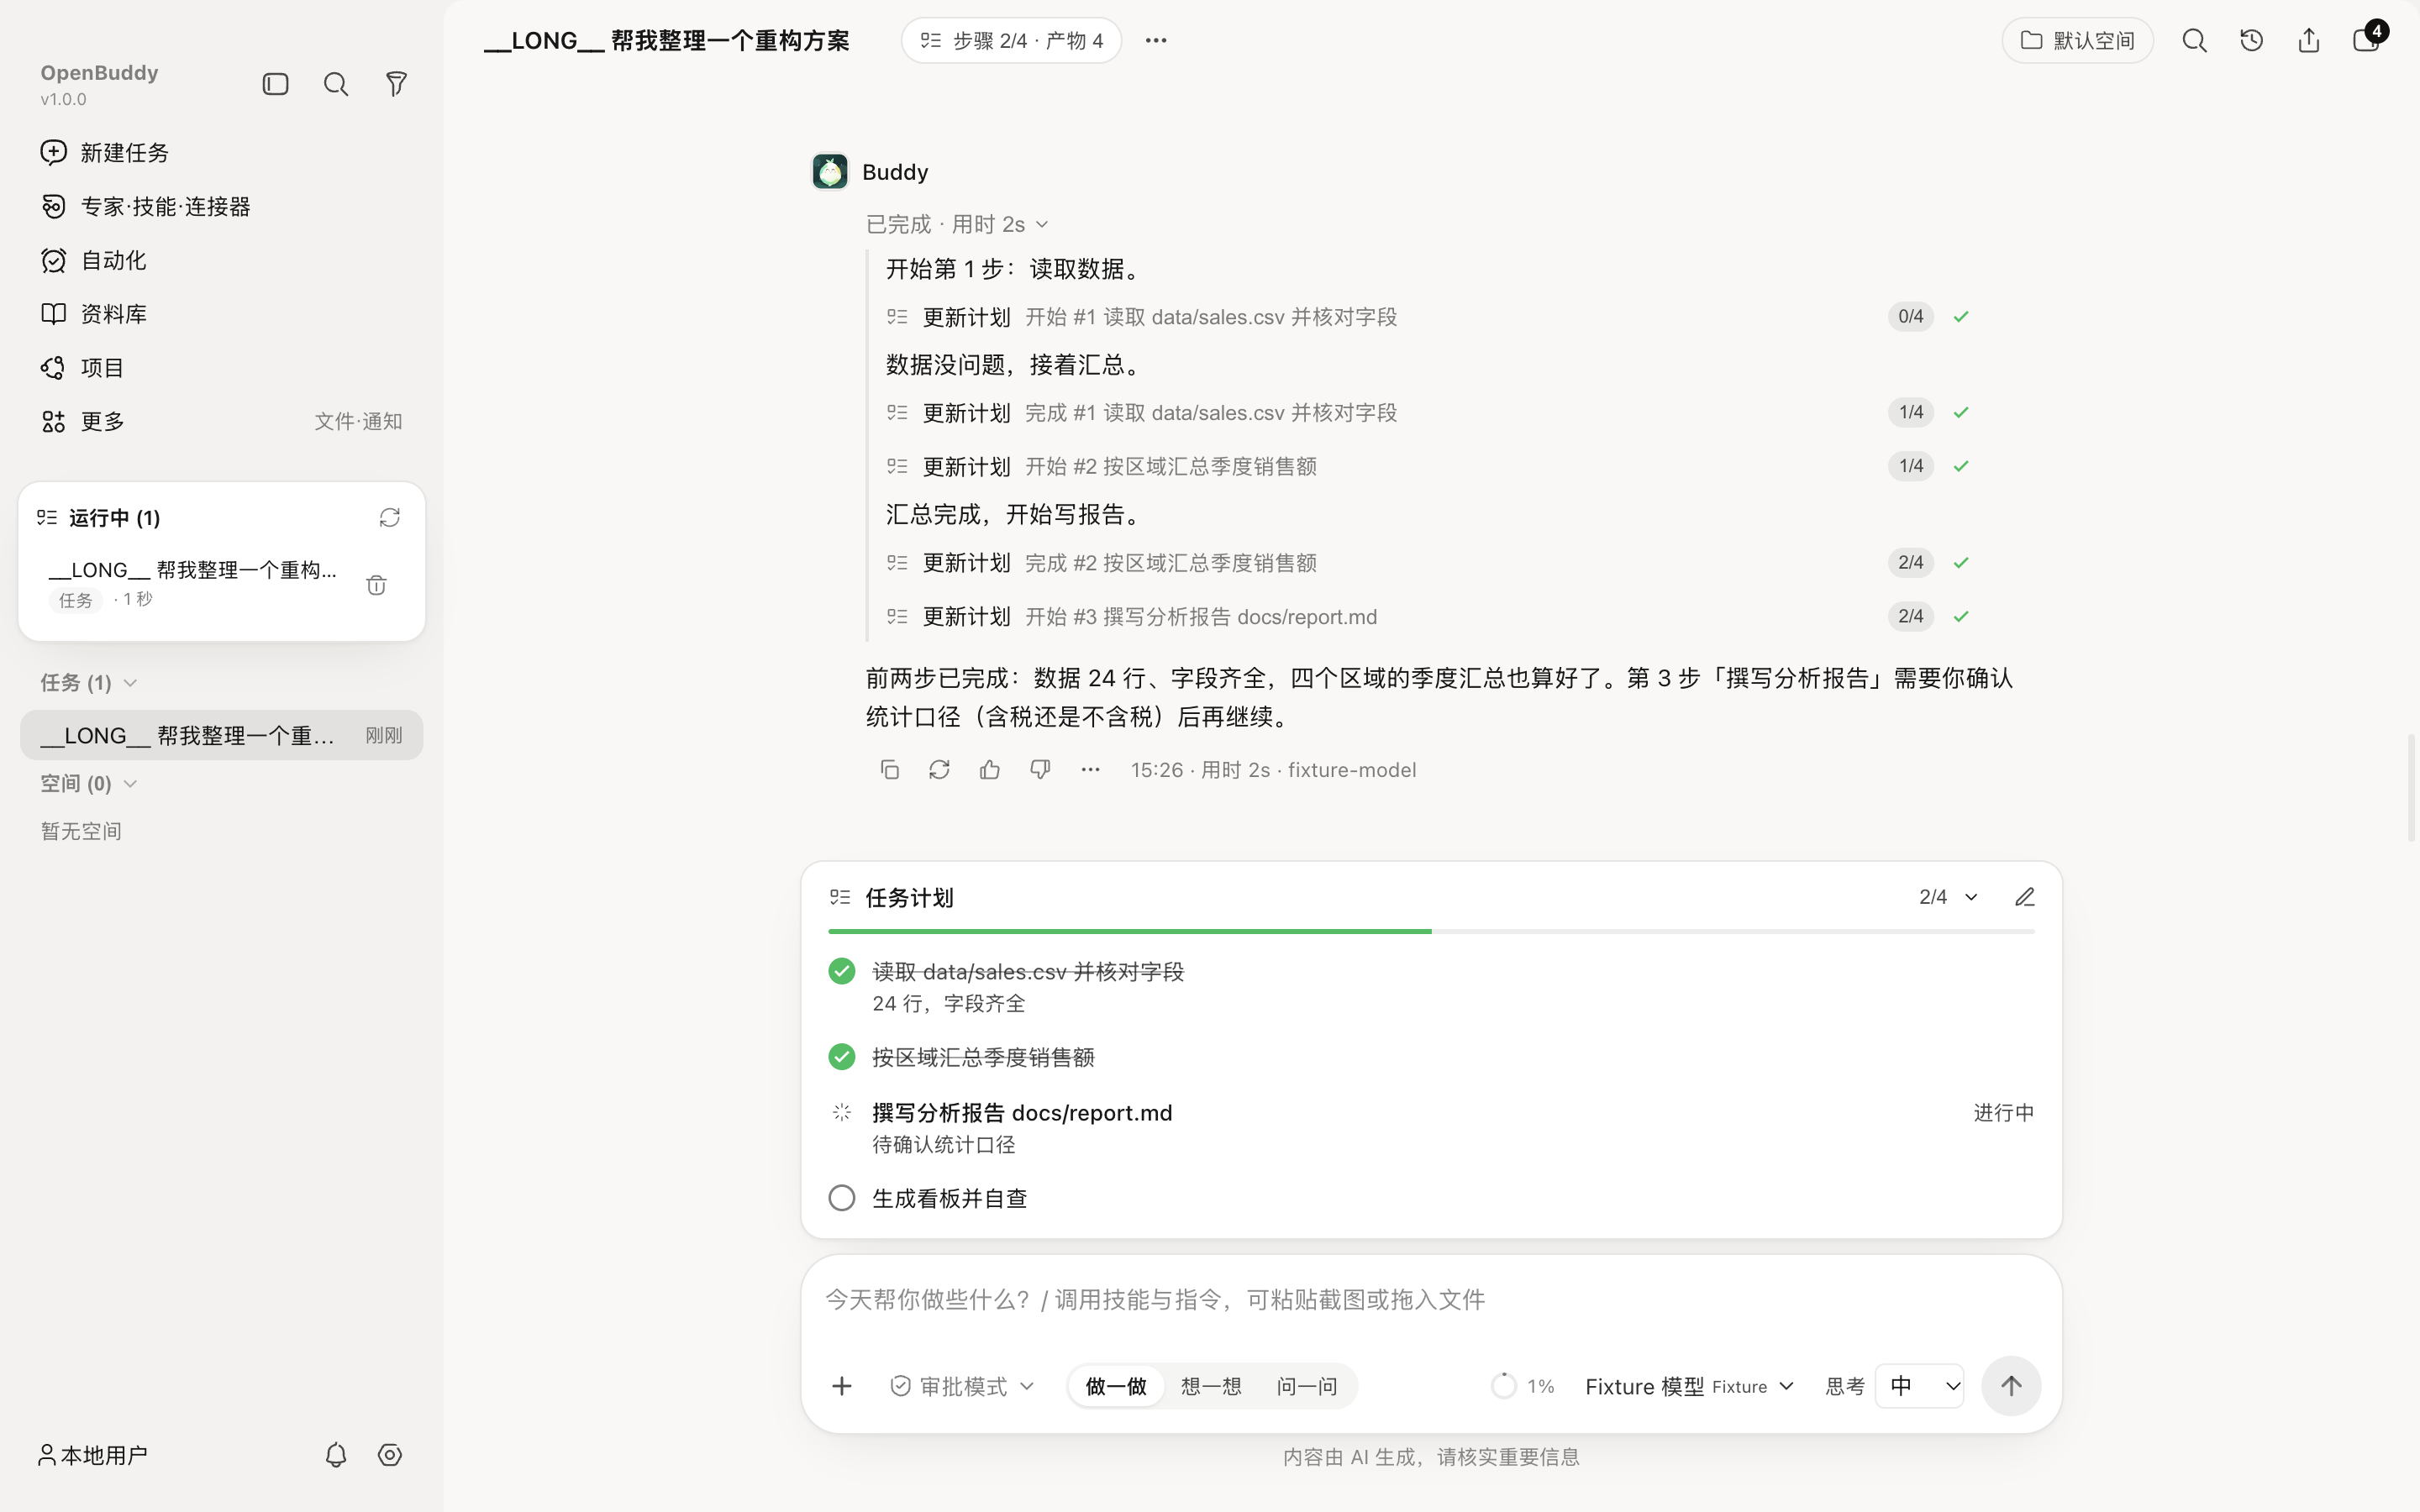 OpenBuddy
v1.0.0
新建任务
专家·技能·连接器
自动化
资料库
项目
更多 文件·通知
运行中 (1)
__LONG__ 帮我整理一个重构...
任务 · 1 秒
任务 (1)
__LONG__ 帮我整理一个重... 刚刚
空间 (0)
暂无空间
本地用户
__LONG__ 帮我整理一个重构方案
步骤 2/4 · 产物 4
默认空间
4
Buddy
已完成 · 用时 2s
开始第 1 步：读取数据。
更新计划 开始 #1 读取 data/sales.csv 并核对字段 0/4
数据没问题，接着汇总。
更新计划 完成 #1 读取 data/sales.csv 并核对字段 1/4
更新计划 开始 #2 按区域汇总季度销售额 1/4
汇总完成，开始写报告。
更新计划 完成 #2 按区域汇总季度销售额 2/4
更新计划 开始 #3 撰写分析报告 docs/report.md 2/4
前两步已完成：数据 24 行、字段齐全，四个区域的季度汇总也算好了。第 3 步「撰写分析报告」需要你确认
统计口径（含税还是不含税）后再继续。
15:26 · 用时 2s · fixture-model
任务计划 2/4
读取 data/sales.csv 并核对字段
24 行，字段齐全
按区域汇总季度销售额
撰写分析报告 docs/report.md 进行中
待确认统计口径
生成看板并自查
今天帮你做些什么？/ 调用技能与指令，可粘贴截图或拖入文件
审批模式 做一做 想一想 问一问 1% Fixture 模型 Fixture 思考 中
内容由 AI 生成，请核实重要信息